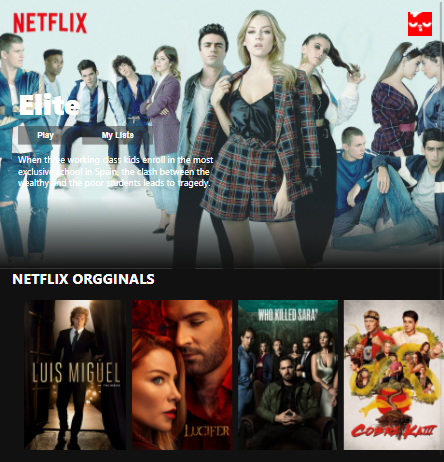 NETFLIX
Elite
Play
My Lists
When three working class kids enroll in the most
exclusive school in Spain, the clash between the
wealthy and the poor students leads to tragedy.
NETFLIX ORGGINALS
LUIS MIGUEL
LUCIFER
WHO KILLED SARA?
COBRA KAI